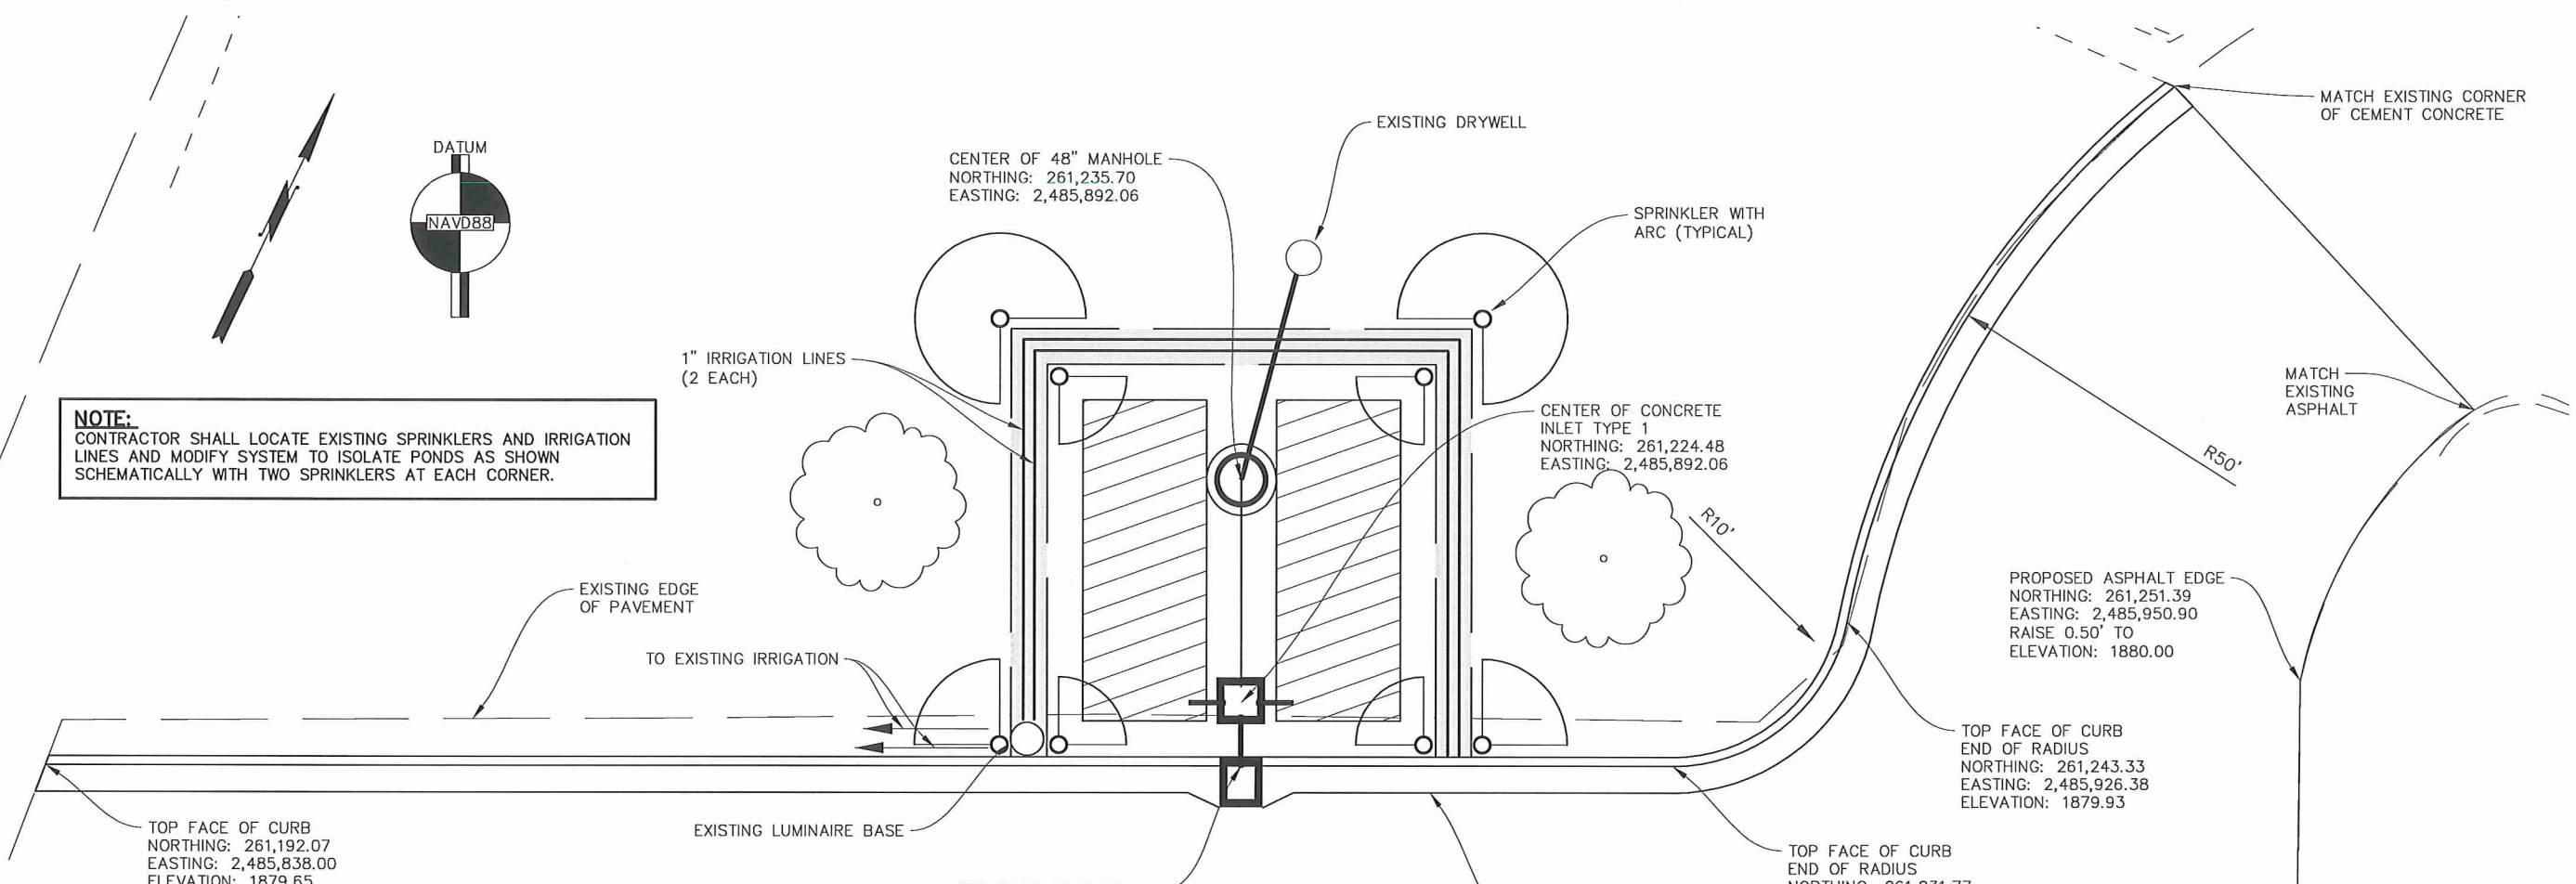 DATUM
NAVD88
CENTER OF 48" MANHOLE
NORTHING: 261,235.70
EASTING: 2,485,892.06
EXISTING DRYWELL
MATCH EXISTING CORNER
OF CEMENT CONCRETE
SPRINKLER WITH
ARC (TYPICAL)
1" IRRIGATION LINES
(2 EACH)
NOTE:
CONTRACTOR SHALL LOCATE EXISTING SPRINKLERS AND IRRIGATION
LINES AND MODIFY SYSTEM TO ISOLATE PONDS AS SHOWN
SCHEMATICALLY WITH TWO SPRINKLERS AT EACH CORNER.
CENTER OF CONCRETE
INLET TYPE 1
NORTHING: 261,224.48
EASTING: 2,485,892.06
MATCH
EXISTING
ASPHALT
R50'
R10'
EXISTING EDGE
OF PAVEMENT
TO EXISTING IRRIGATION
PROPOSED ASPHALT EDGE
NORTHING: 261,251.39
EASTING: 2,485,950.90
RAISE 0.50' TO
ELEVATION: 1880.00
TOP FACE OF CURB
END OF RADIUS
NORTHING: 261,243.33
EASTING: 2,485,926.38
ELEVATION: 1879.93
EXISTING LUMINAIRE BASE
TOP FACE OF CURB
NORTHING: 261,192.07
EASTING: 2,485,838.00
ELEVATION: 1879.65
TOP FACE OF CURB
END OF RADIUS
NORTHING: 261,231.77